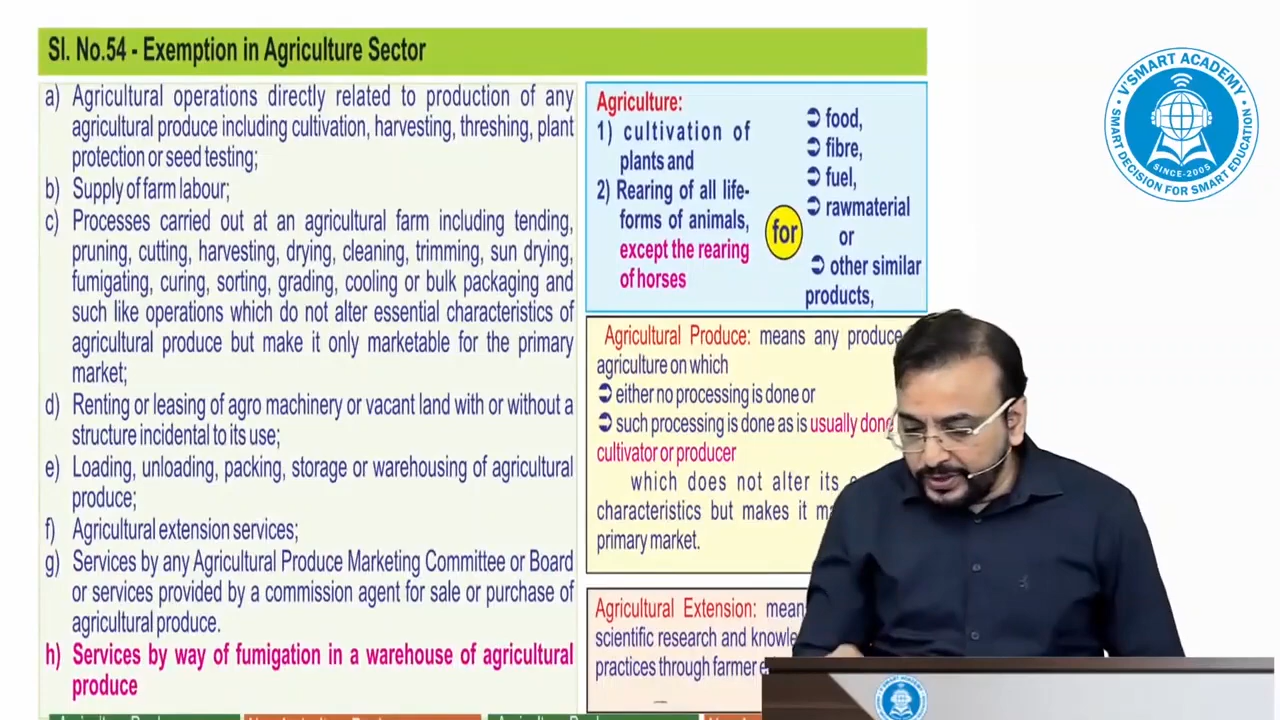 Sl. No.54 - Exemption in Agriculture Sector
a) Agricultural operations directly related to production of any
agricultural produce including cultivation, harvesting, threshing, plant
protection or seed testing;
b) Supply of farm labour;
c) Processes carried out at an agricultural farm including tending,
pruning, cutting, harvesting, drying, cleaning, trimming, sun drying,
fumigating, curing, sorting, grading, cooling or bulk packaging and
such like operations which do not alter essential characteristics of
agricultural produce but make it only marketable for the primary
market;
d) Renting or leasing of agro machinery or vacant land with or without a
structure incidental to its use;
e) Loading, unloading, packing, storage or warehousing of agricultural
produce;
f) Agricultural extension services;
g) Services by any Agricultural Produce Marketing Committee or Board
or services provided by a commission agent for sale or purchase of
agricultural produce.
h) Services by way of fumigation in a warehouse of agricultural
produce
Agriculture:
1) cultivation of
plants and
2) Rearing of all life-
forms of animals,
except the rearing
of horses
for
➲ food,
➲ fibre,
➲ fuel,
➲ rawmaterial
or
➲ other similar
products,
Agricultural Produce: means any produce
agriculture on which
➲ either no processing is done or
➲ such processing is done as is usually done
cultivator or producer
which does not alter its
characteristics but makes it
primary market.
Agricultural Extension:
scientific research and
practices through farmer
V'SMART ACADEMY
SINCE-2005
SMART DECISION FOR SMART EDUCATION